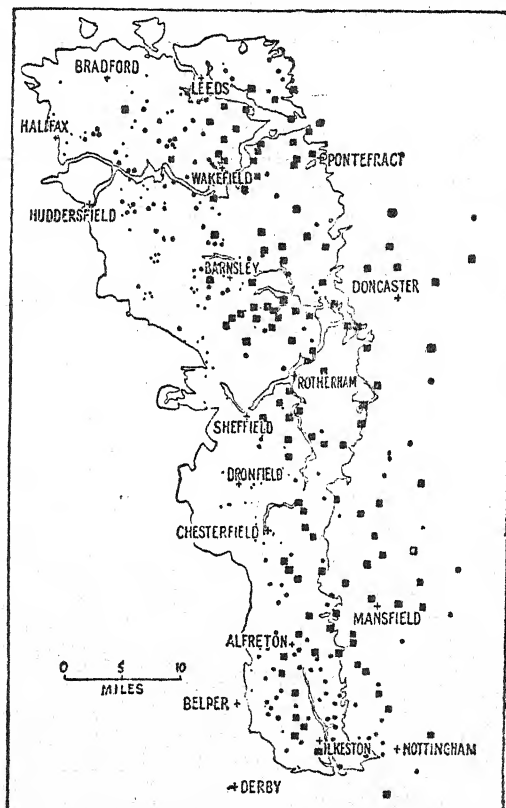 BRADFORD
LEEDS
HALIFAX
PONTEFRACT
WAKEFIELD
HUDDERSFIELD
BARNSLEY
DONCASTER
ROTHERHAM
SHEFFIELD
DRONFIELD
CHESTERFIELD
MANSFIELD
ALFRETON
0 5 10
MILES
BELPER
ILKESTON
NOTTINGHAM
DERBY